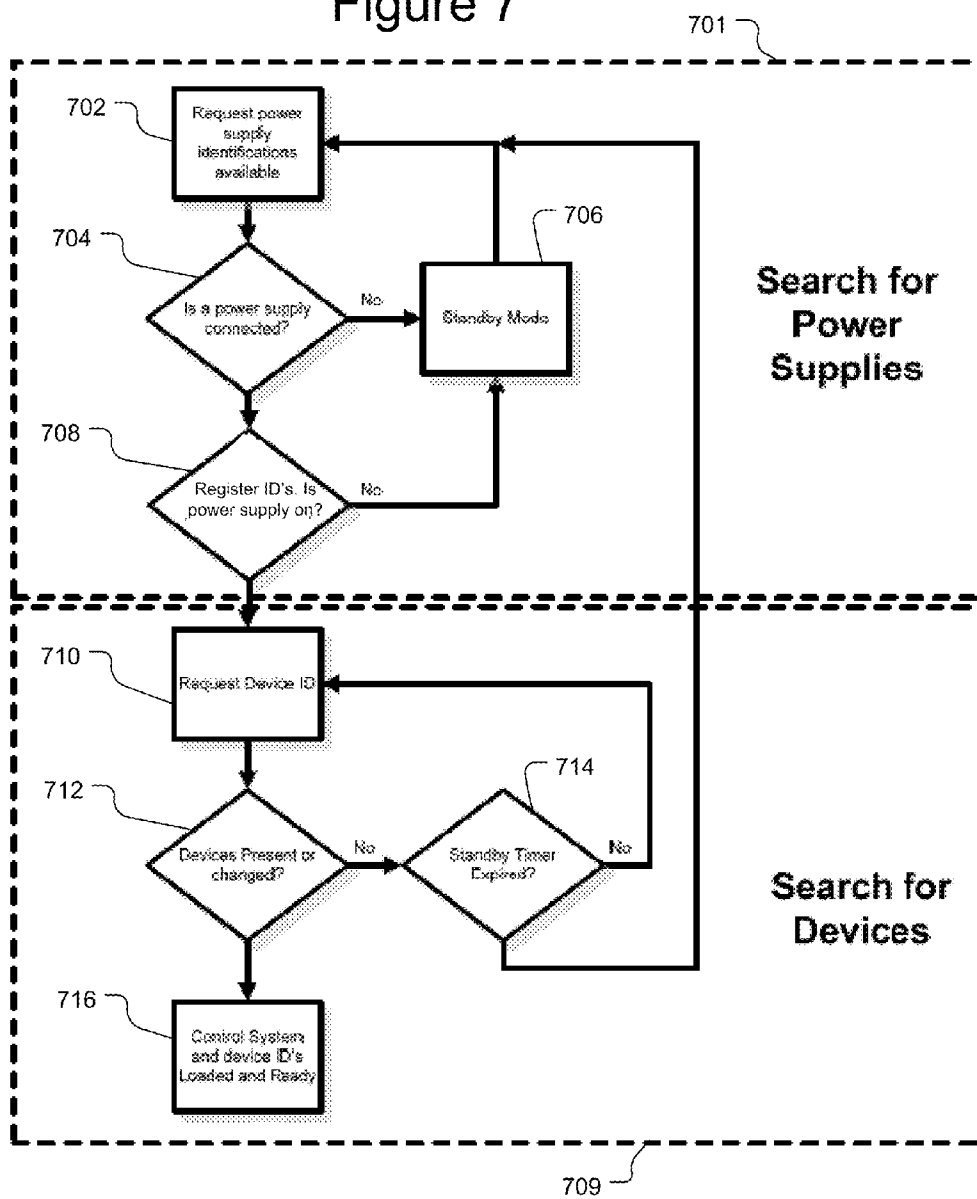 Figure 7
701
702
Request power
supply
identifications
available
706
704
Is a power supply
connected?
No
Standby Mode
Search for
Power
Supplies
708
Register ID's. Is
power supply on?
No
710
Request Device ID
712
714
Devices Present or
changed?
No
Standby Timer
Expired?
No
Search for
Devices
716
Control System
and device ID's
Loaded and Ready
709